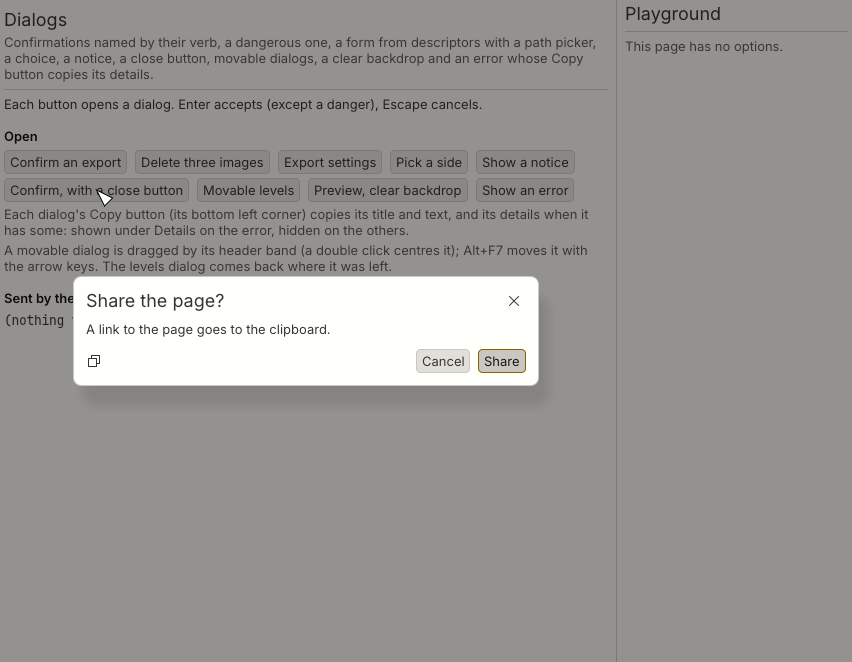 Dialogs
Confirmations named by their verb, a dangerous one, a form from descriptors with a path picker,
a choice, a notice, a close button, movable dialogs, a clear backdrop and an error whose Copy
button copies its details.
Each button opens a dialog. Enter accepts (except a danger), Escape cancels.
Open
Confirm an export
Delete three images
Export settings
Pick a side
Show a notice
Confirm, with a close button
Movable levels
Preview, clear backdrop
Show an error
Each dialog's Copy button (its bottom left corner) copies its title and text, and its details when it
has some: shown under Details on the error, hidden on the others.
A movable dialog is dragged by its header band (a double click centres it); Alt+F7 moves it with
the arrow keys. The levels dialog comes back where it was left.
Sent by the
(nothing
Share the page?
A link to the page goes to the clipboard.
Cancel
Share
Playground
This page has no options.